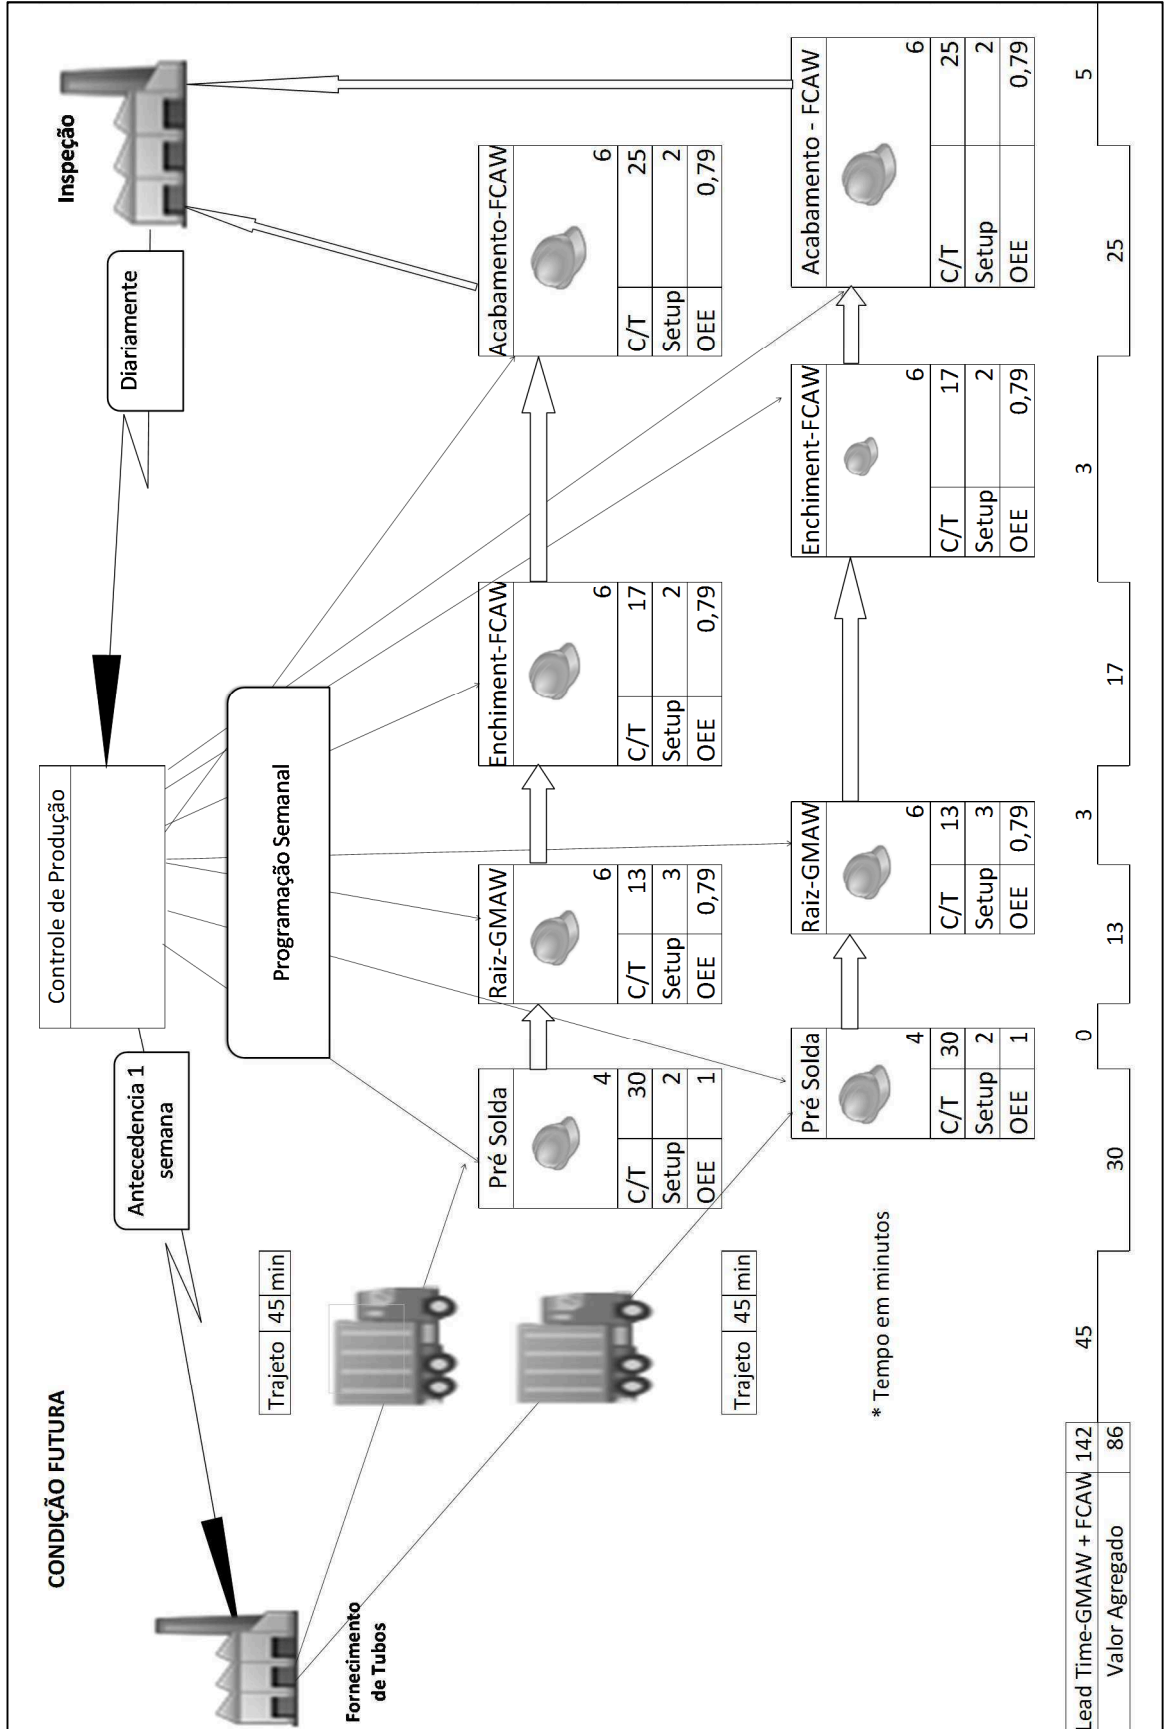 CONDIÇÃO FUTURA
Fornecimento
de Tubos
Antecedencia 1
semana
Controle de Produção
Diariamente
Inspeção
Programação Semanal
Trajeto 45 min
Trajeto 45 min
Pré Solda
4
C/T 30
Setup 2
OEE 1
Raiz-GMAW
6
C/T 13
Setup 3
OEE 0,79
Enchiment-FCAW
6
C/T 17
Setup 2
OEE 0,79
Acabamento-FCAW
6
C/T 25
Setup 2
OEE 0,79
Pré Solda
4
C/T 30
Setup 2
OEE 1
Raiz-GMAW
6
C/T 13
Setup 3
OEE 0,79
Enchiment-FCAW
6
C/T 17
Setup 2
OEE 0,79
Acabamento - FCAW
6
C/T 25
Setup 2
OEE 0,79
* Tempo em minutos
Lead Time-GMAW + FCAW 142
Valor Agregado 86
45 0 3 3 5
30 13 17 25